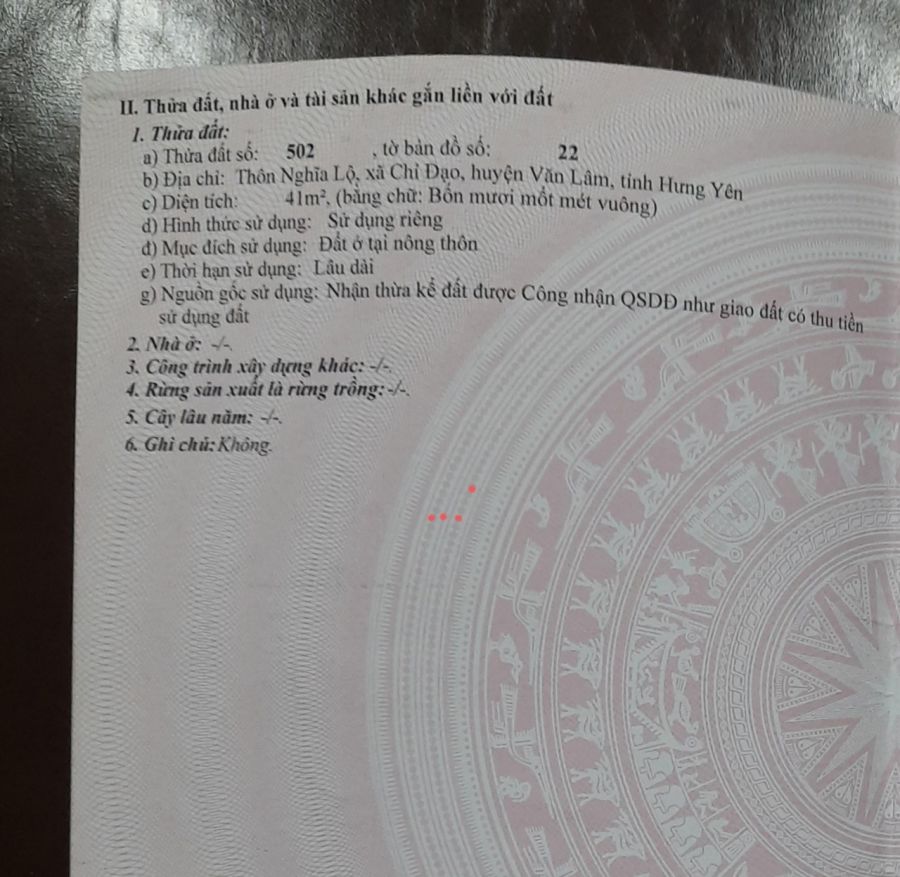 II. Thửa đất, nhà ở và tài sản khác gắn liền với đất
1. Thửa đất:
a) Thửa đất số: 502 , tờ bản đồ số: 22
b) Địa chỉ: Thôn Nghĩa Lộ, xã Chỉ Đạo, huyện Văn Lâm, tỉnh Hưng Yên
c) Diện tích: 41m², (bằng chữ: Bốn mươi mốt mét vuông)
d) Hình thức sử dụng: Sử dụng riêng
đ) Mục đích sử dụng: Đất ở tại nông thôn
e) Thời hạn sử dụng: Lâu dài
g) Nguồn gốc sử dụng: Nhận thừa kế đất được Công nhận QSDĐ như giao đất có thu tiền
sử dụng đất
2. Nhà ở: -/-.
3. Công trình xây dựng khác: -/-.
4. Rừng sản xuất là rừng trồng: -/-.
5. Cây lâu năm: -/-.
6. Ghi chú: Không.